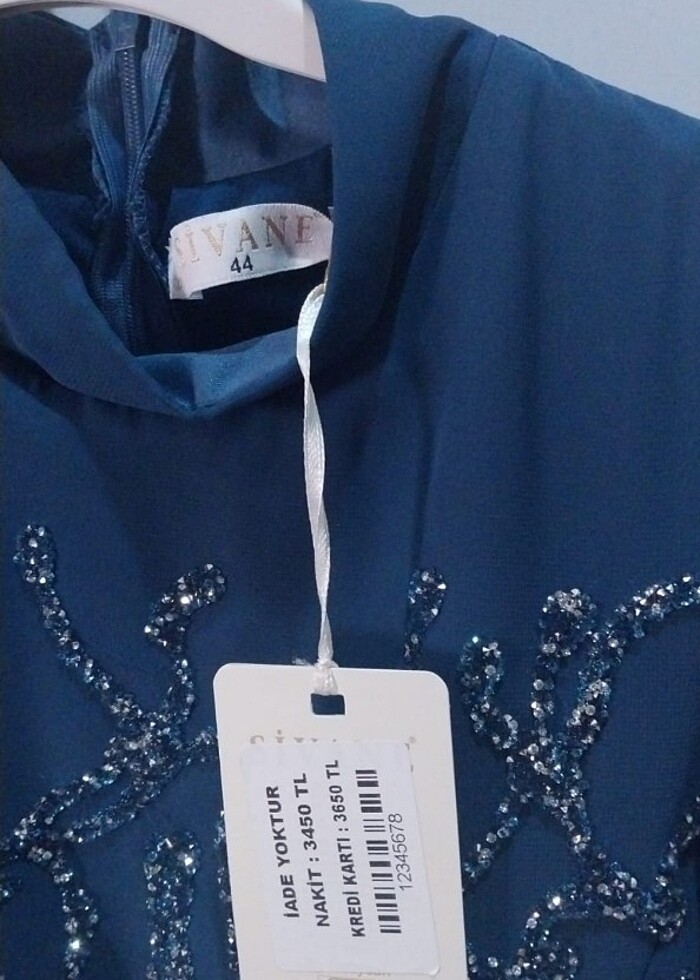 SİVANE
44
İADE YOKTUR
NAKİT : 3450 TL
KREDİ KARTI : 3650 TL
12345678